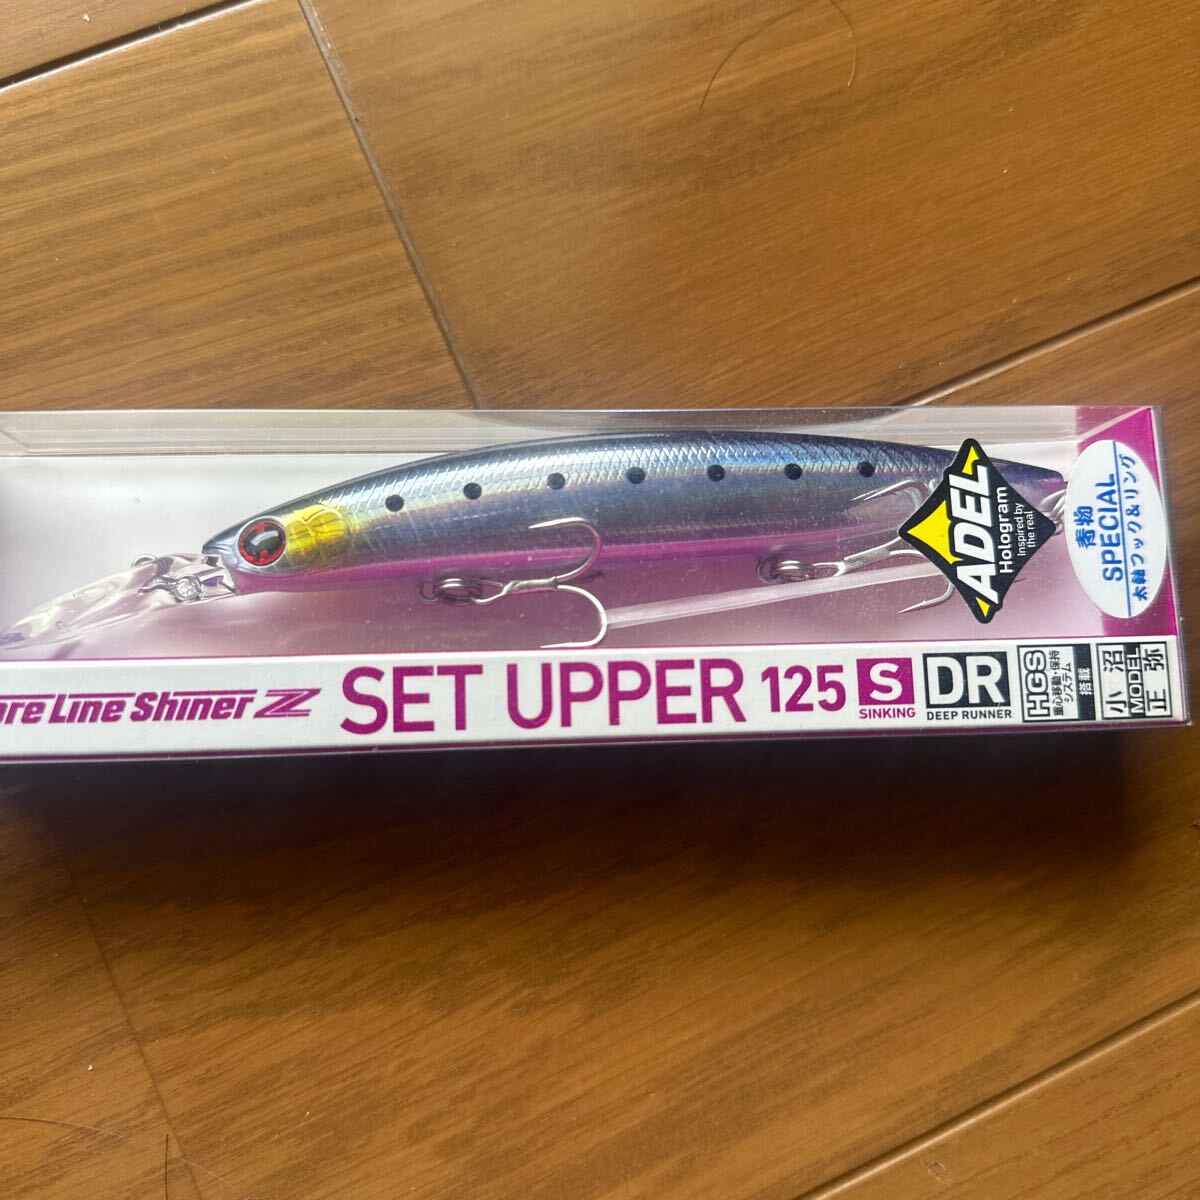 ore Line Shiner Z
SET UPPER 125
S
SINKING
DR
DEEP RUNNER
HGS
重心移動・保持
システム
搭載
小沼
MODEL
正弥
ADEL
Hologram
Inspired by
the real
青物
SPECIAL
太軸フック&リング